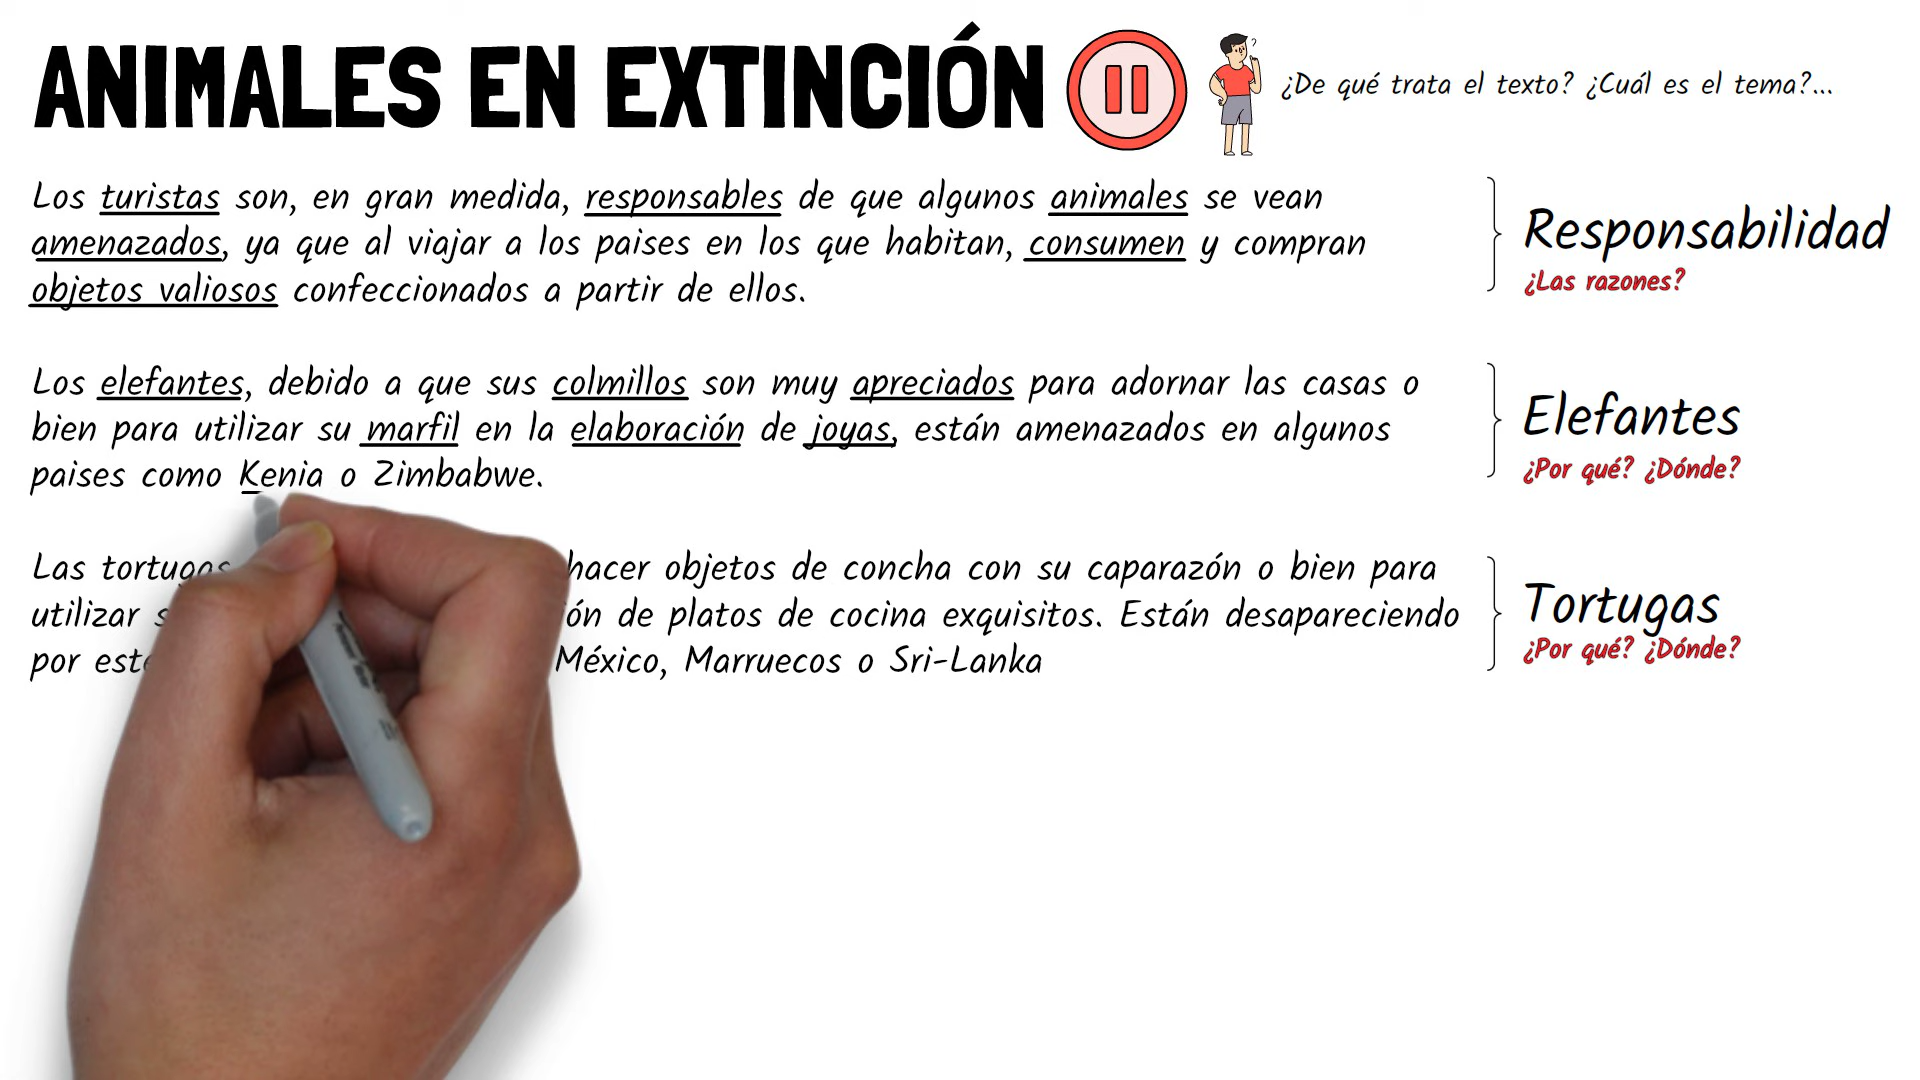 ANIMALES EN EXTINCIÓN
¿De qué trata el texto? ¿Cuál es el tema?...
Los turistas son, en gran medida, responsables de que algunos animales se vean
amenazados, ya que al viajar a los paises en los que habitan, consumen y compran
objetos valiosos confeccionados a partir de ellos.
Responsabilidad
¿Las razones?
Los elefantes, debido a que sus colmillos son muy apreciados para adornar las casas o
bien para utilizar su marfil en la elaboración de joyas, están amenazados en algunos
paises como Kenia o Zimbabwe.
Elefantes
¿Por qué? ¿Dónde?
Las tortugas hacer objetos de concha con su caparazón o bien para
utilizar ión de platos de cocina exquisitos. Están desapareciendo
por México, Marruecos o Sri-Lanka
Tortugas
¿Por qué? ¿Dónde?